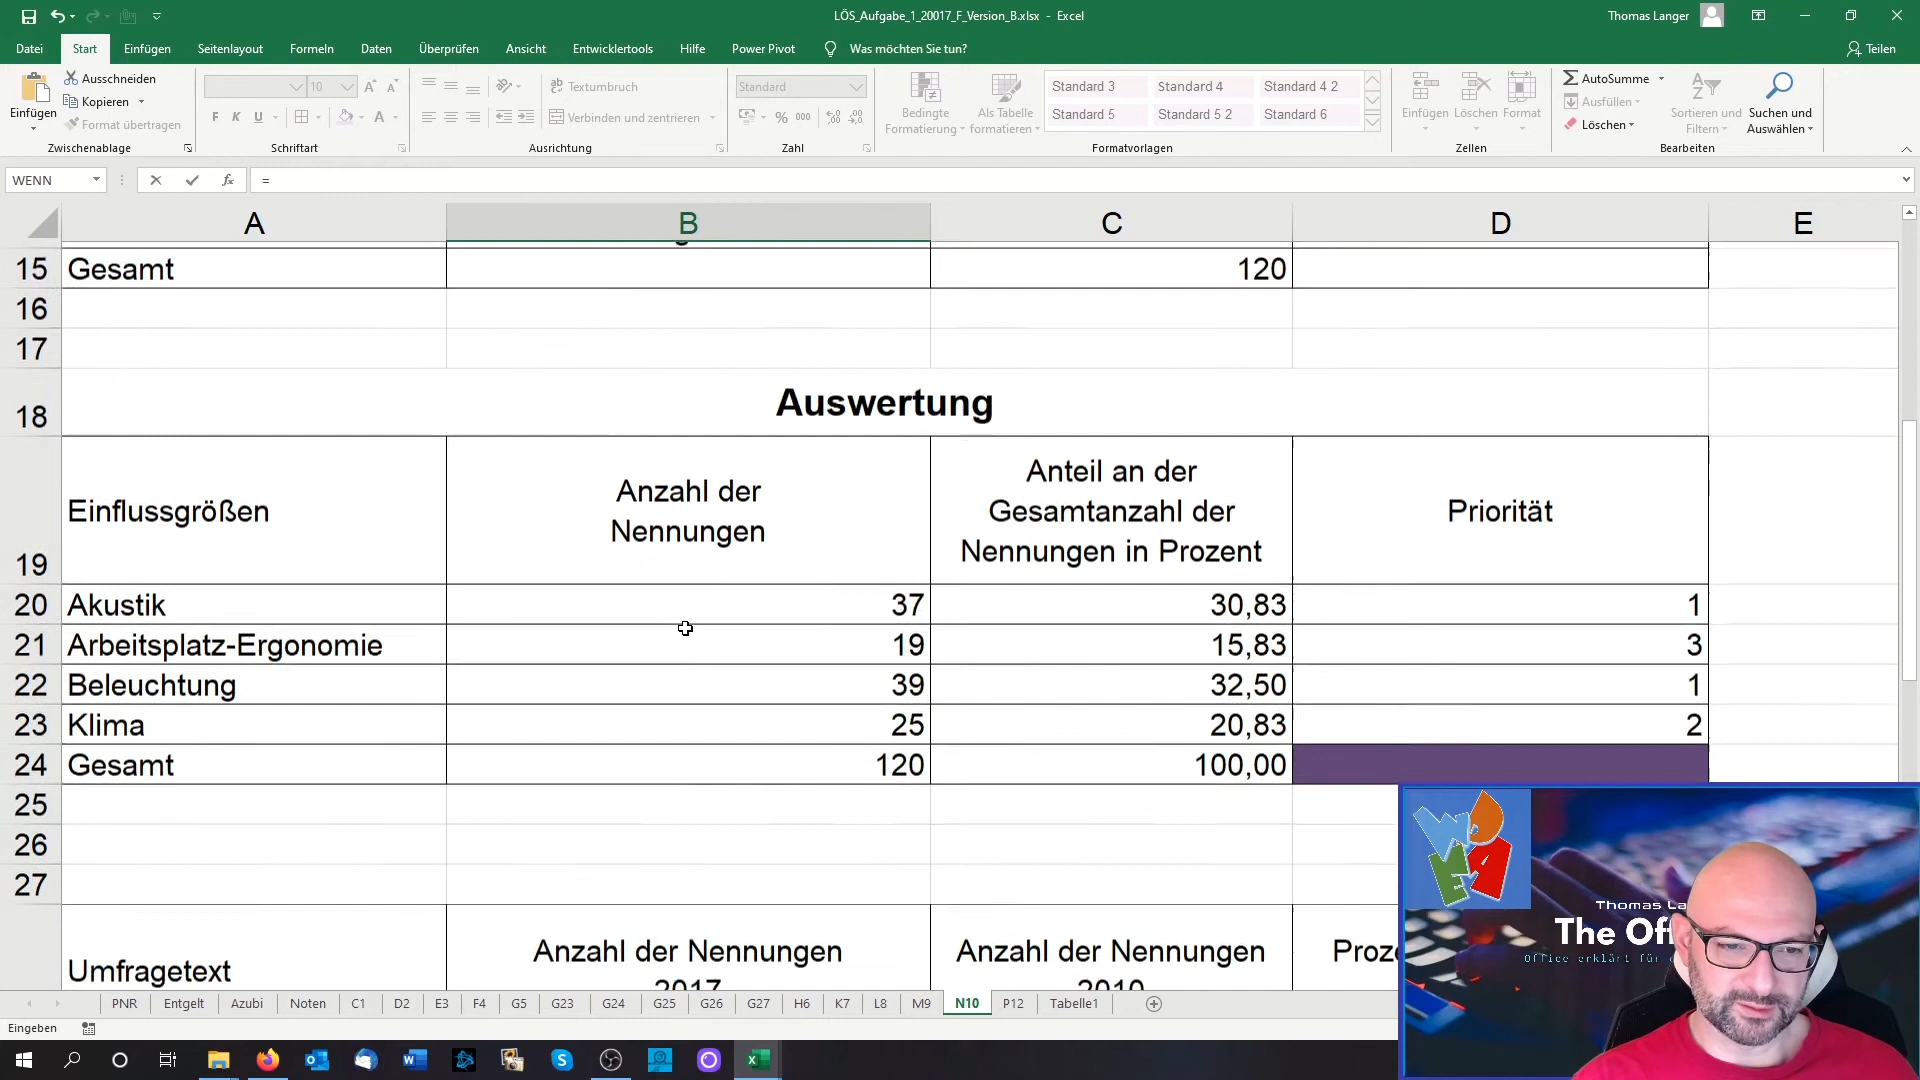 LÖS_Aufgabe_1_20017_F_Version_B.xlsx - Excel
Thomas Langer
Datei Start Einfügen Seitenlayout Formeln Daten Überprüfen Ansicht Entwicklertools Hilfe Power Pivot Was möchten Sie tun? Teilen
Einfügen
Ausschneiden
Kopieren
Format übertragen
Zwischenablage
10
F K U
Schriftart
Textumbruch
Verbinden und zentrieren
Ausrichtung
Standard
% 000
Zahl
Bedingte
Formatierung
Als Tabelle
formatieren
Standard 3 Standard 4 Standard 4 2
Standard 5 Standard 5 2 Standard 6
Formatvorlagen
Einfügen Löschen Format
Zellen
AutoSumme
Ausfüllen
Löschen
Sortieren und
Filtern
Suchen und
Auswählen
Bearbeiten
WENN fx =
A B C D E
15 Gesamt 120
16
17
18 Auswertung
19 Einflussgrößen
Anzahl der
Nennungen
Anteil an der
Gesamtanzahl der
Nennungen in Prozent
Priorität
20 Akustik 37 30,83 1
21 Arbeitsplatz-Ergonomie 19 15,83 3
22 Beleuchtung 39 32,50 1
23 Klima 25 20,83 2
24 Gesamt 120 100,00
25
26
27
Umfragetext
Anzahl der Nennungen
2017
Anzahl der Nennungen
2010
Thomas La
The Off
Office erklärt für
PNR Entgelt Azubi Noten C1 D2 E3 F4 G5 G23 G24 G25 G26 G27 H6 K7 L8 M9 N10 P12 Tabelle1
Eingeben